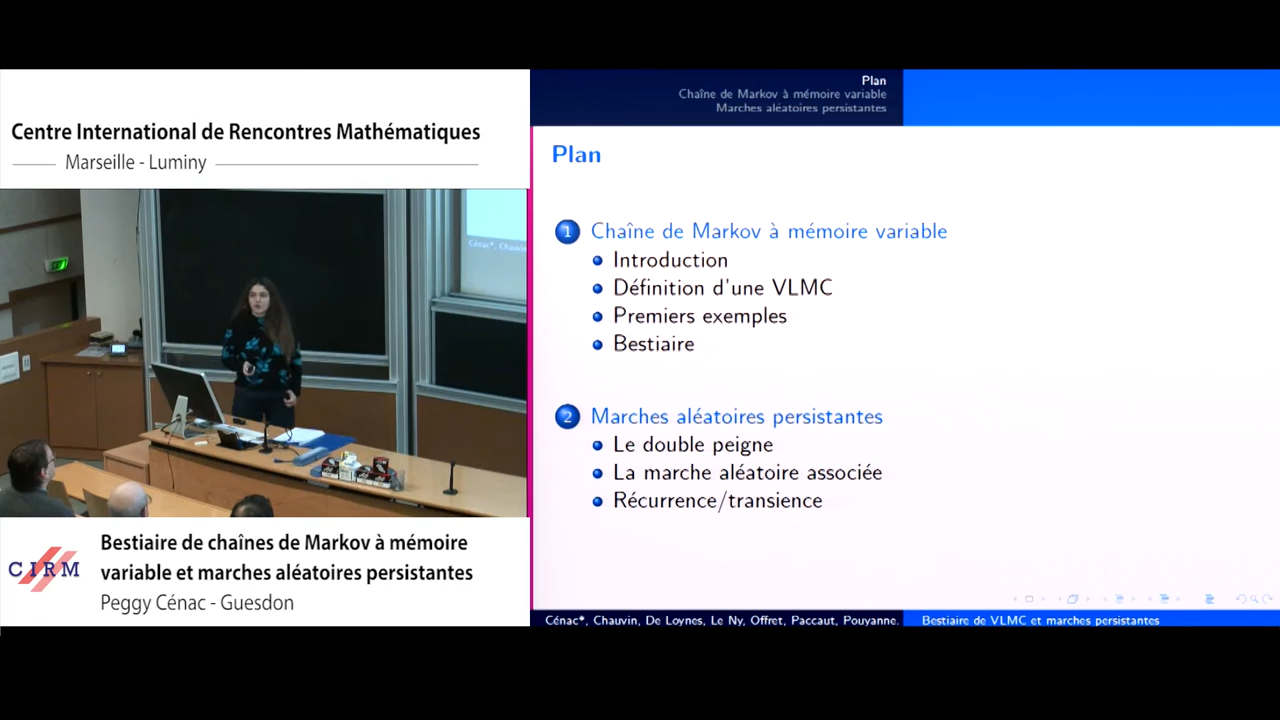 Centre International de Rencontres Mathématiques
Marseille - Luminy
Cénac*, Chauvin
CIRM
Bestiaire de chaînes de Markov à mémoire
variable et marches aléatoires persistantes
Peggy Cénac - Guesdon
Plan
Chaîne de Markov à mémoire variable
Marches aléatoires persistantes
Plan
1 Chaîne de Markov à mémoire variable
Introduction
Définition d'une VLMC
Premiers exemples
Bestiaire
2 Marches aléatoires persistantes
Le double peigne
La marche aléatoire associée
Récurrence/transience
Cénac*, Chauvin, De Loynes, Le Ny, Offret, Paccaut, Pouyanne.
Bestiaire de VLMC et marches persistantes